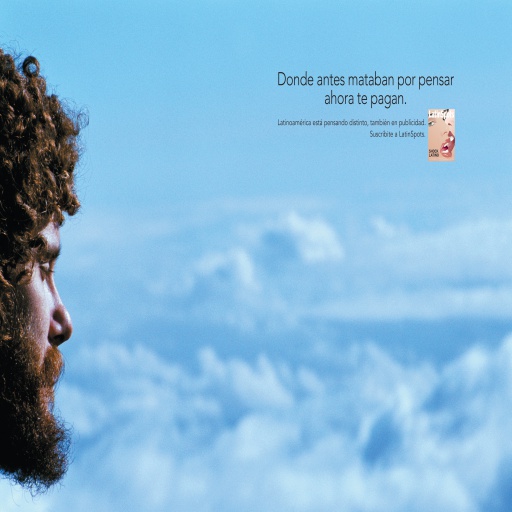 Donde antes mataban por pensar
ahora te pagan.
Latinoamérica está pensando distinto, también en publicidad.
Suscribite a LatinSpots.